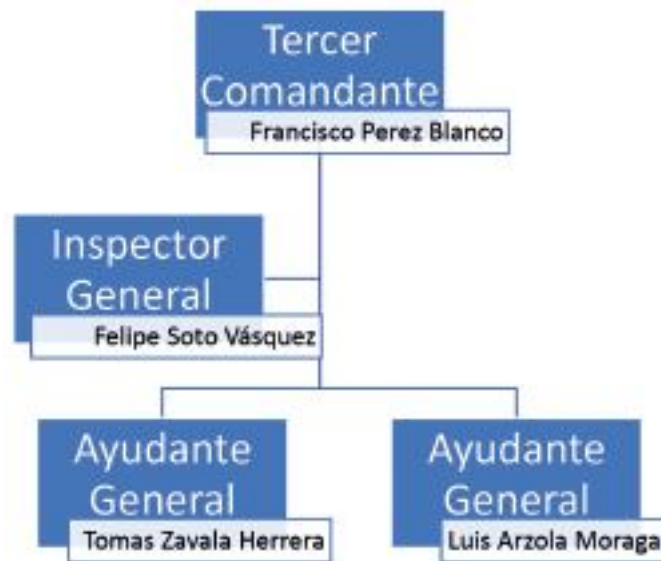 Tercer
Comandante
Francisco Perez Blanco
Inspector
General
Felipe Soto Vásquez
Ayudante
General
Tomas Zavala Herrera
Ayudante
General
Luis Arzola Moraga